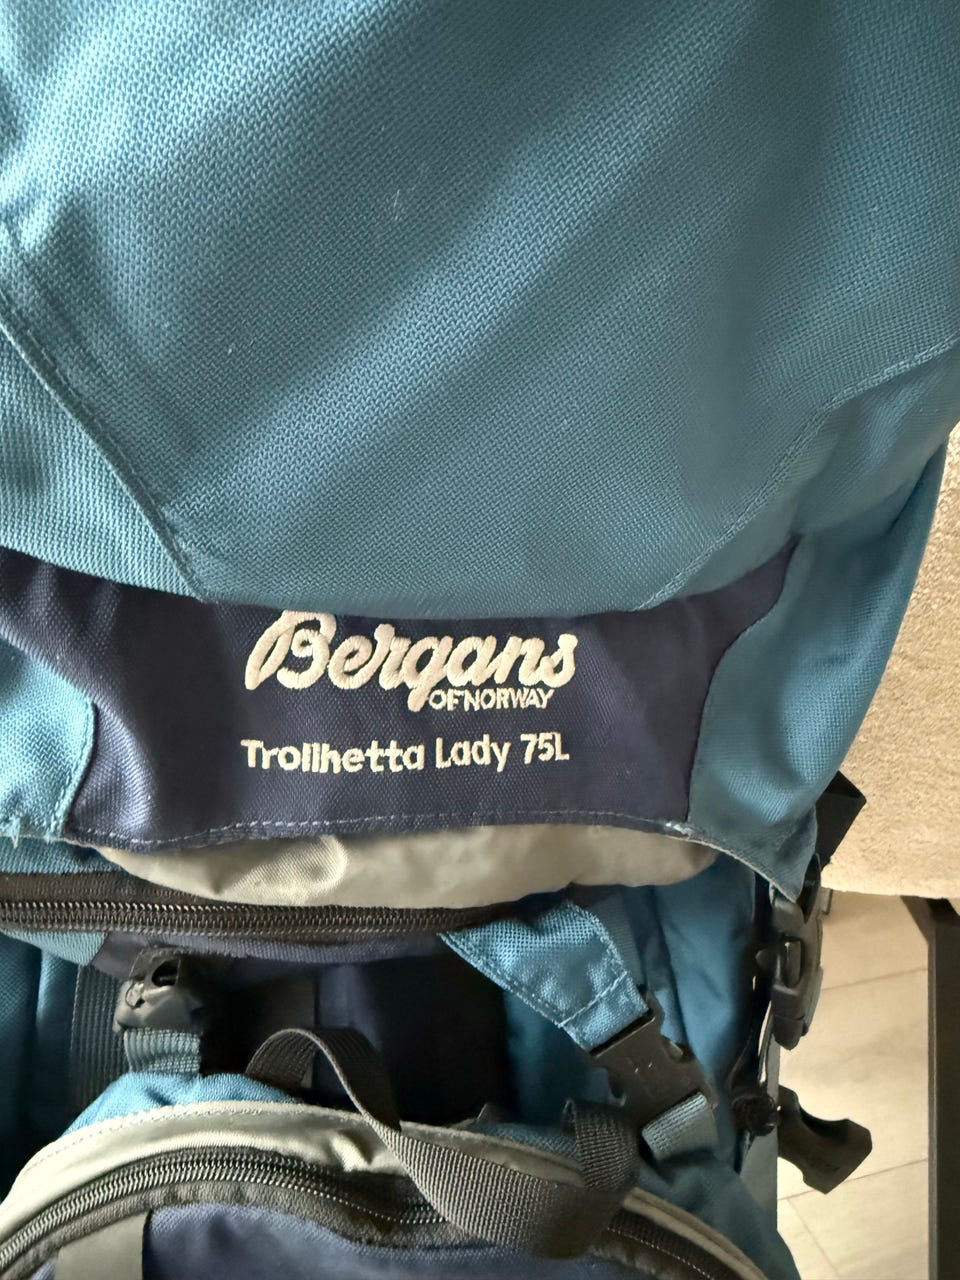 Bergans
OF NORWAY
Trollhetta Lady 75L